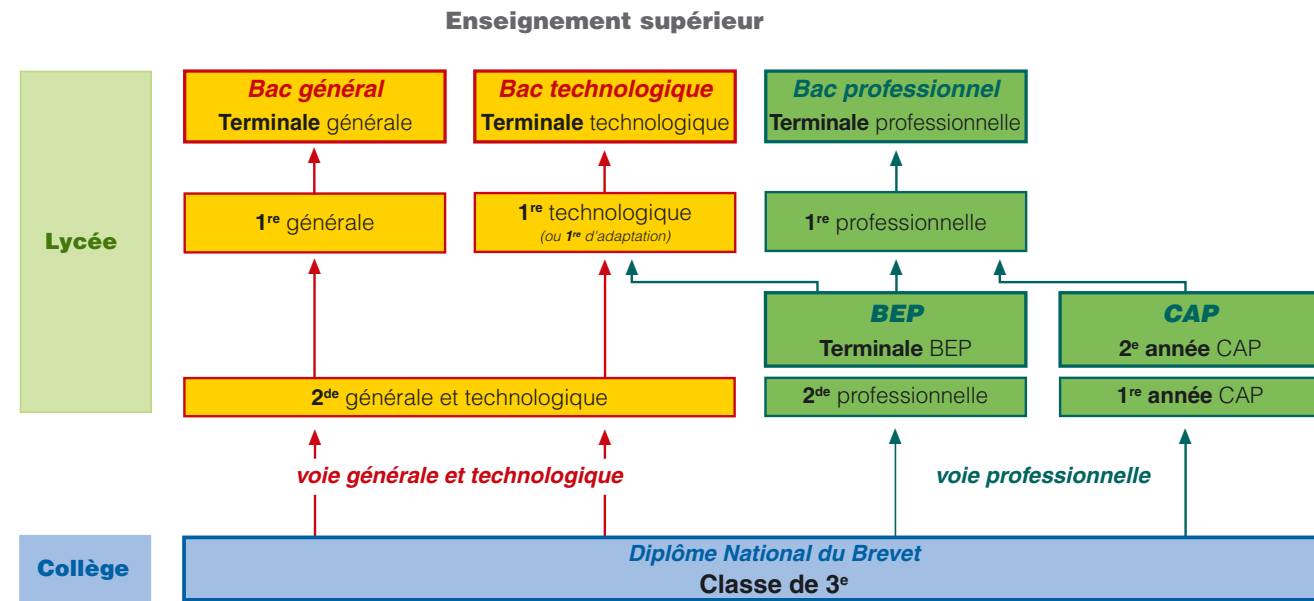 Enseignement supérieur
Bac général
Terminale générale
Bac technologique
Terminale technologique
Bac professionnel
Terminale professionnelle
Lycée
1re générale
1re technologique
(ou 1re d'adaptation)
1re professionnelle
BEP
Terminale BEP
CAP
2e année CAP
2de générale et technologique
2de professionnelle
1re année CAP
voie générale et technologique
voie professionnelle
Collège
Diplôme National du Brevet
Classe de 3e